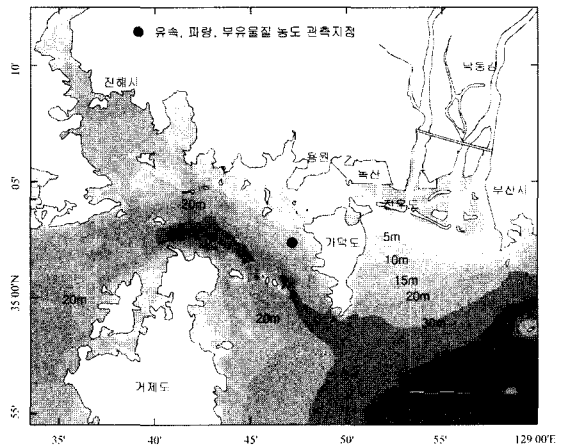 ● 유속, 파랑, 부유물질 농도 관측지점
10′
낙동강
진해시
용원
녹산
05′
부산시
20m
진우도
가덕도
5m
10m
15m
35 00′N
20m
20m
20m
30m
거제도
55′
35′
40′
45′
50′
55′
129 00′E